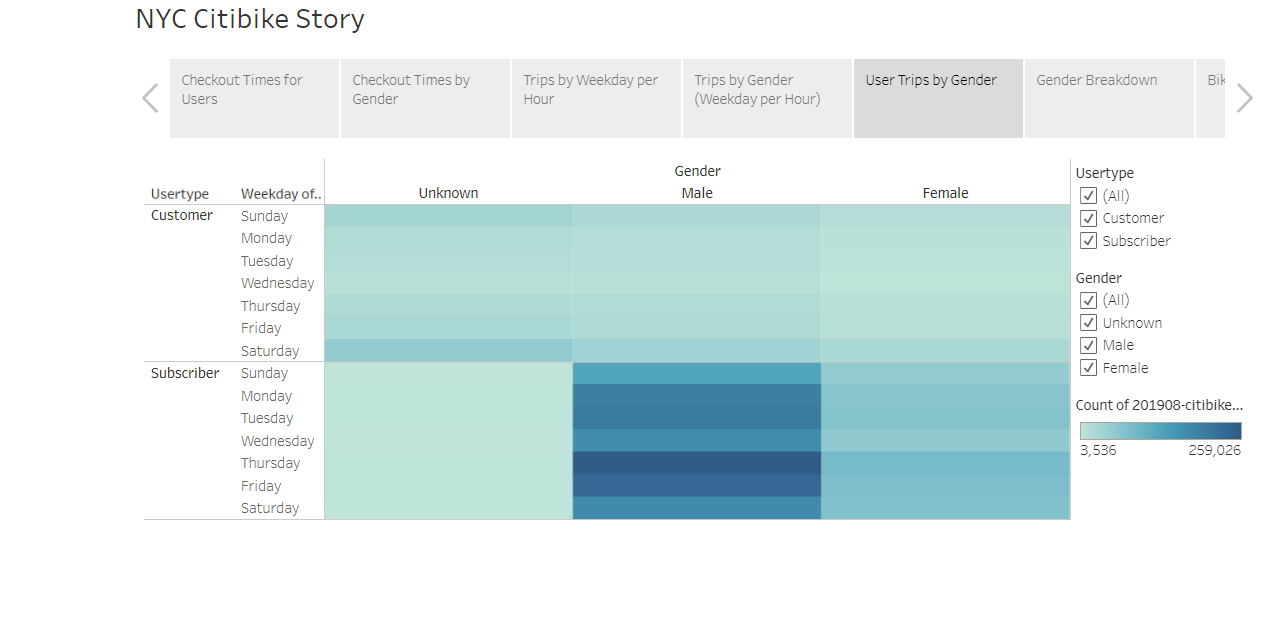 NYC Citibike Story
Checkout Times for
Users
Checkout Times by
Gender
Trips by Weekday per
Hour
Trips by Gender
(Weekday per Hour)
User Trips by Gender
Gender Breakdown
Bik
Gender
Usertype
Weekday of..
Unknown
Male
Female
Customer
Sunday
Monday
Tuesday
Wednesday
Thursday
Friday
Saturday
Subscriber
Sunday
Monday
Tuesday
Wednesday
Thursday
Friday
Saturday
Usertype
(All)
Customer
Subscriber
Gender
(All)
Unknown
Male
Female
Count of 201908-citibike...
3,536
259,026